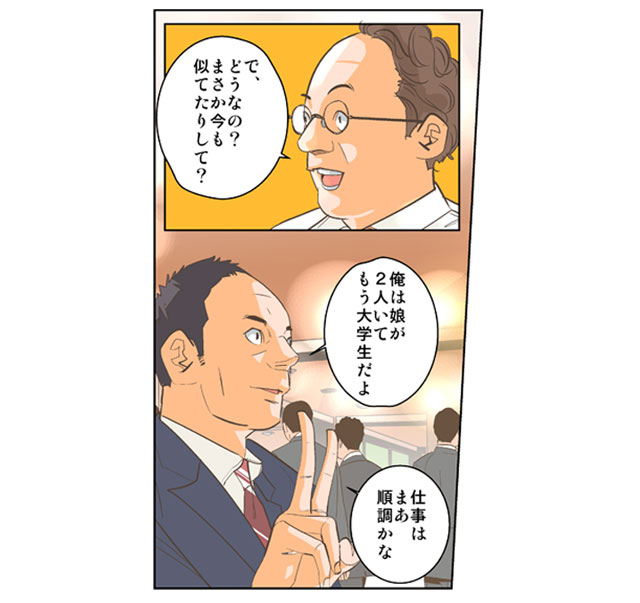 で、
どうなの？
まさか今も
似てたりして？
俺は娘が
２人いて
もう大学生だよ
仕事は
まあ
順調かな